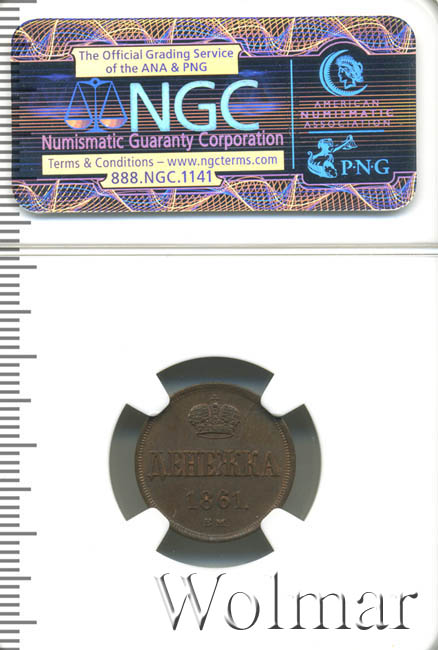 The Official Grading Service
of the ANA & PNG
NGC
Numismatic Guaranty Corporation
Terms & Conditions – www.ngcterms.com
888.NGC.1141
AMERICAN
NUMISMATIC
ASSOCIATION
P·N·G
ДЕНЕЖКА
1861.
В.М.
Wolmar